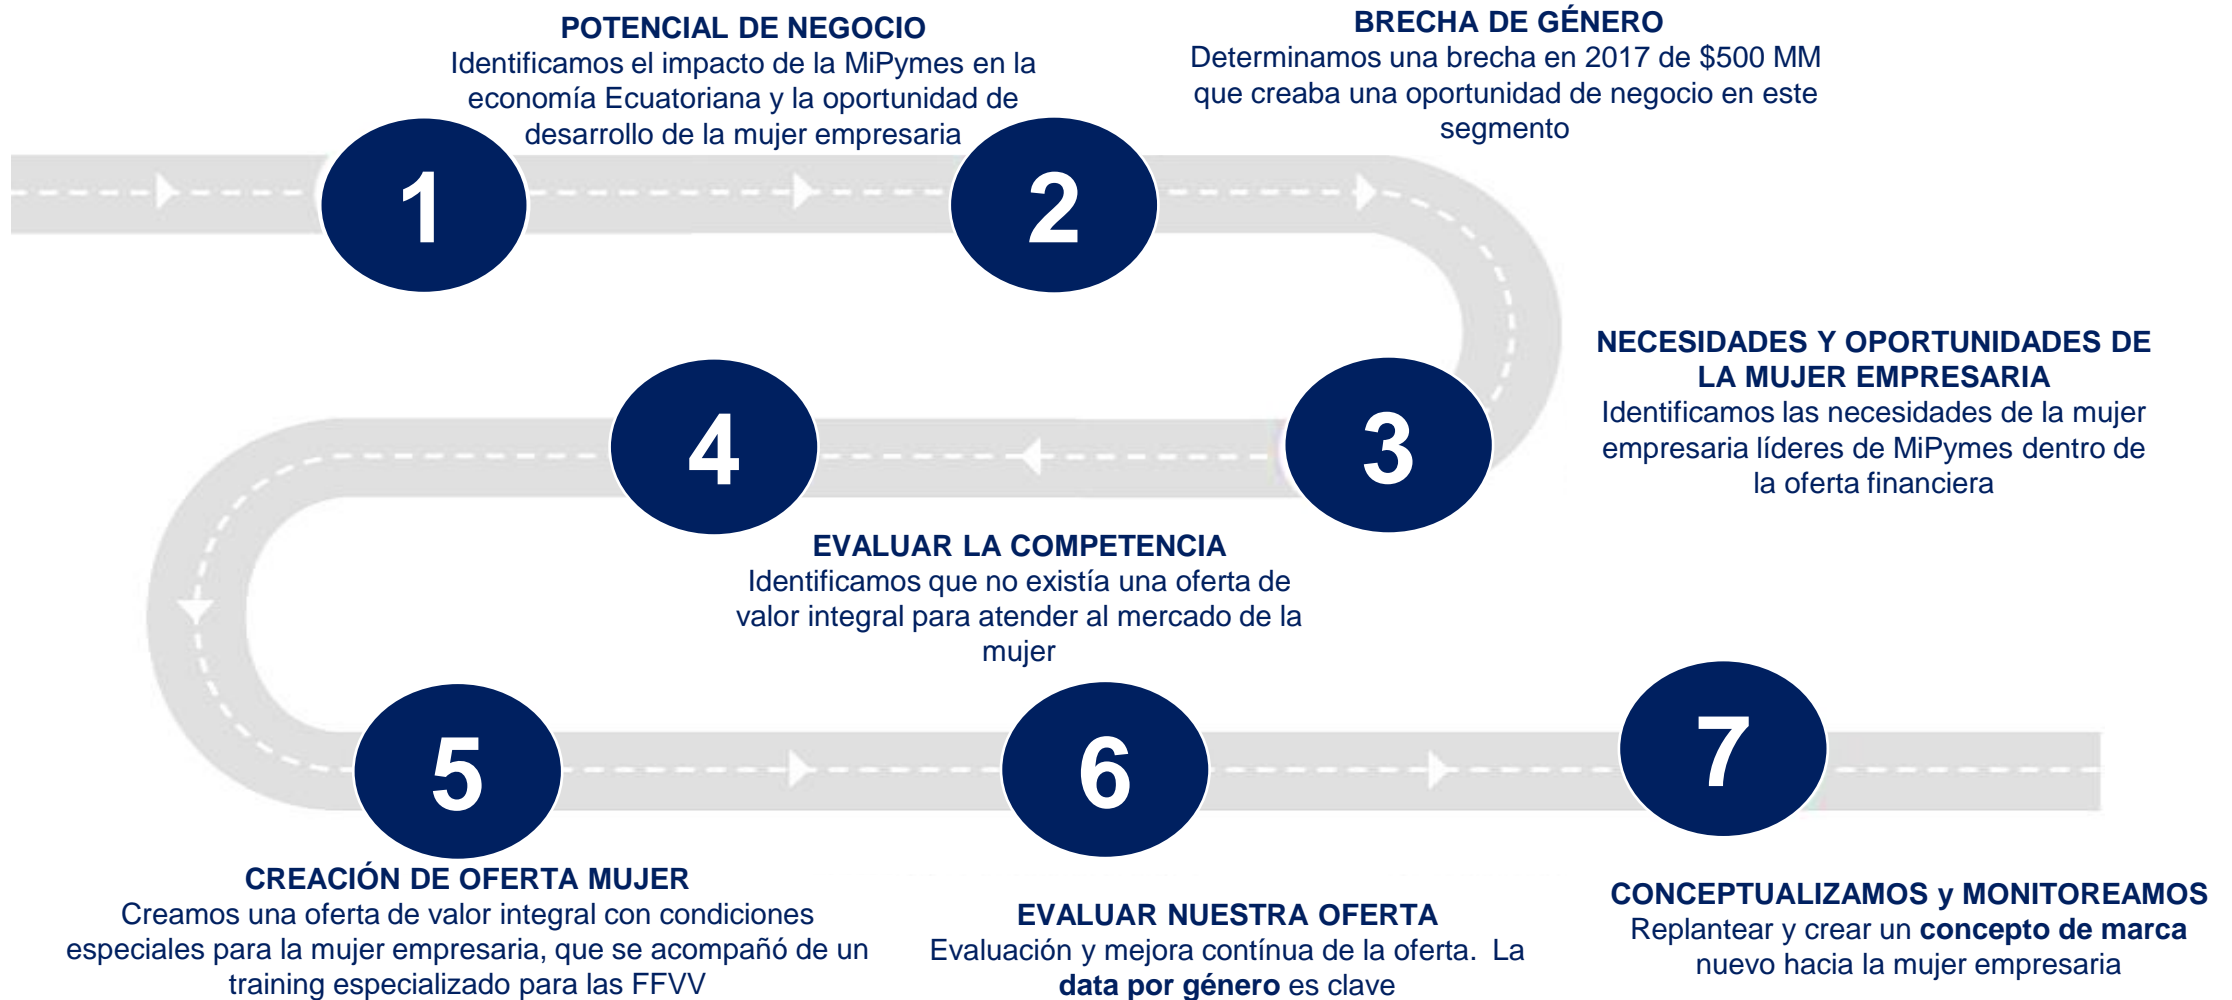 POTENCIAL DE NEGOCIO
Identificamos el impacto de la MiPymes en la
economía Ecuatoriana y la oportunidad de
desarrollo de la mujer empresaria
BRECHA DE GÉNERO
Determinamos una brecha en 2017 de $500 MM
que creaba una oportunidad de negocio en este
segmento
1
2
NECESIDADES Y OPORTUNIDADES DE
LA MUJER EMPRESARIA
Identificamos las necesidades de la mujer
empresaria líderes de MiPymes dentro de
la oferta financiera
3
4
EVALUAR LA COMPETENCIA
Identificamos que no existía una oferta de
valor integral para atender al mercado de la
mujer
5
6
7
CREACIÓN DE OFERTA MUJER
Creamos una oferta de valor integral con condiciones
especiales para la mujer empresaria, que se acompañó de un
training especializado para las FFVV
EVALUAR NUESTRA OFERTA
Evaluación y mejora contínua de la oferta.  La
data por género es clave
CONCEPTUALIZAMOS y MONITOREAMOS
Replantear y crear un concepto de marca
nuevo hacia la mujer empresaria